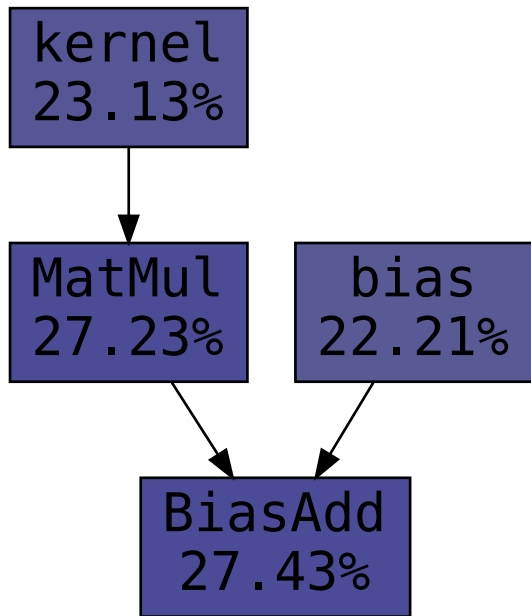 kernel
23.13%
MatMul
27.23%
bias
22.21%
BiasAdd
27.43%